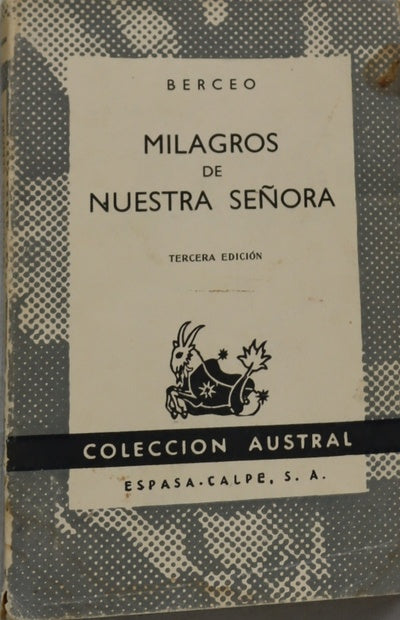 BERCEO
MILAGROS
DE
NUESTRA SEÑORA
TERCERA EDICIÓN
COLECCION AUSTRAL
ESPASA-CALPE, S. A.